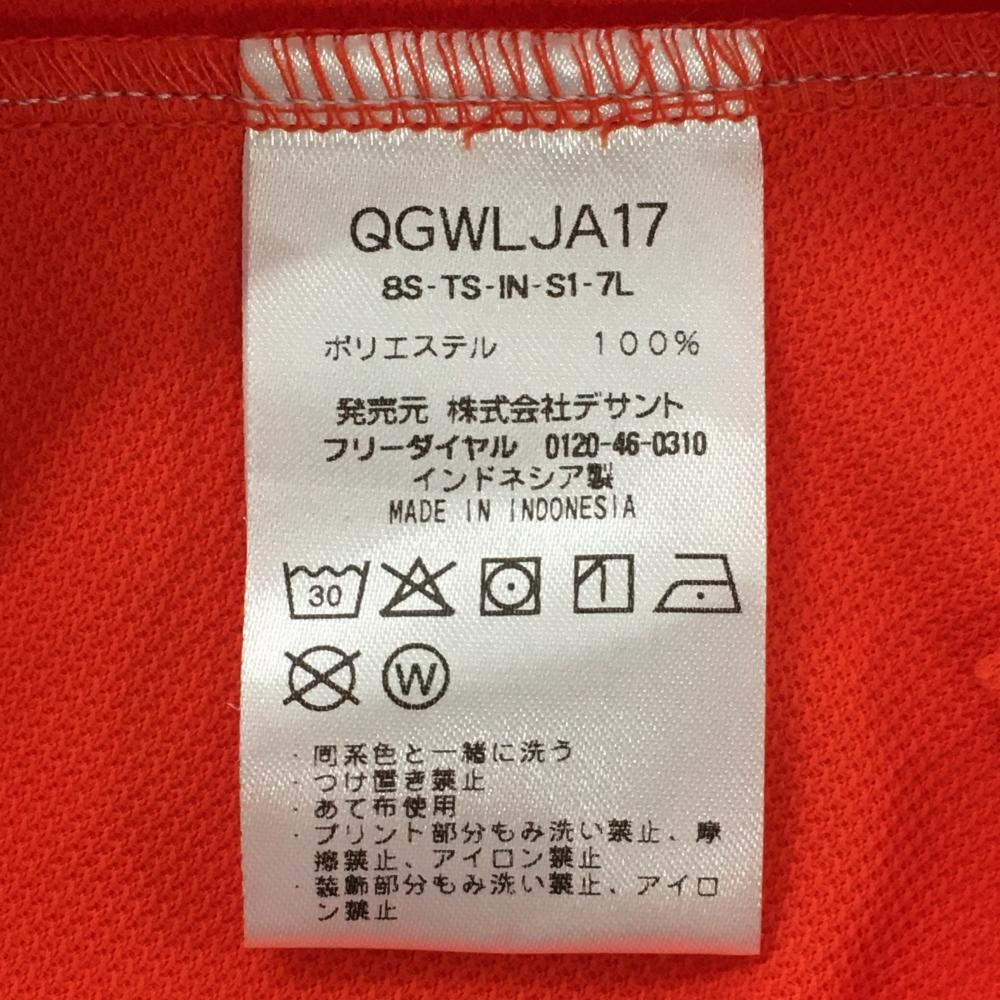 QGWLJA17
8S-TS-IN-S1-7L
ポリエステル 100%
発売元 株式会社デサント
フリーダイヤル 0120-46-0310
インドネシア製
MADE IN INDONESIA
30
W
・同系色と一緒に洗う
・つけ置き禁止
・あて布使用
・プリント部分もみ洗い禁止、摩
擦禁止、アイロン禁止
・装飾部分もみ洗い禁止、アイロ
ン禁止